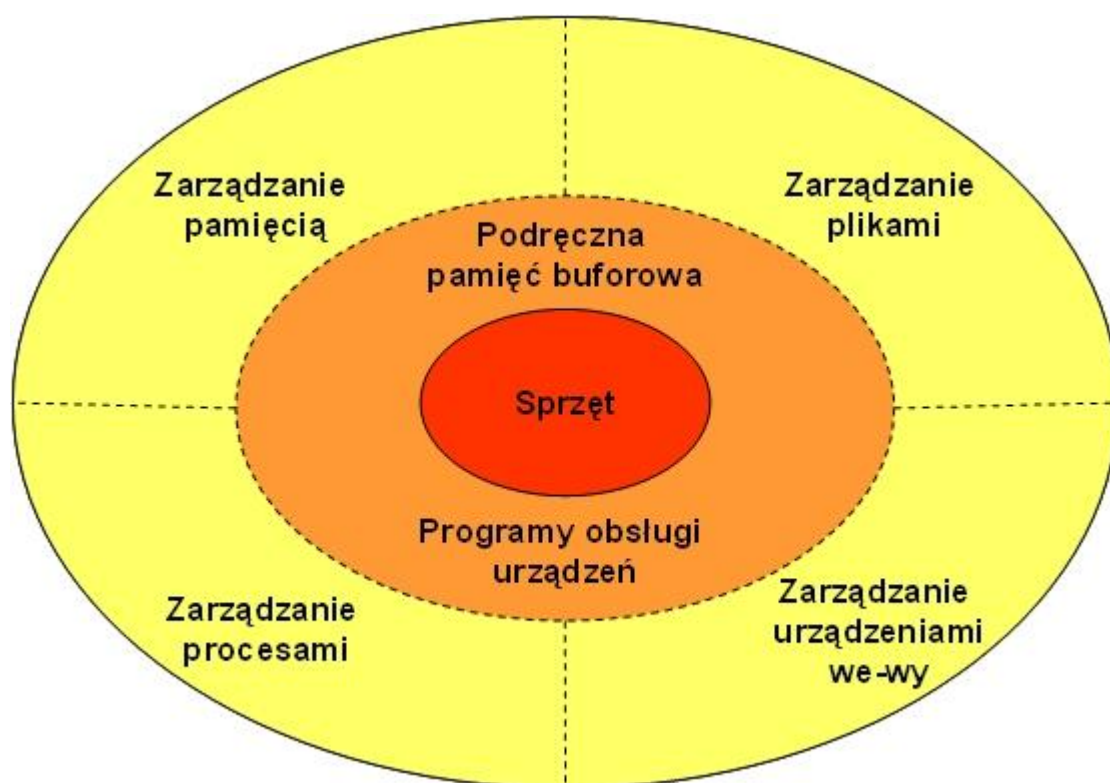 Zarządzanie
pamięcią
Zarządzanie
plikami
Podręczna
pamięć buforowa
Sprzęt
Programy obsługi
urządzeń
Zarządzanie
procesami
Zarządzanie
urządzeniami
we-wy